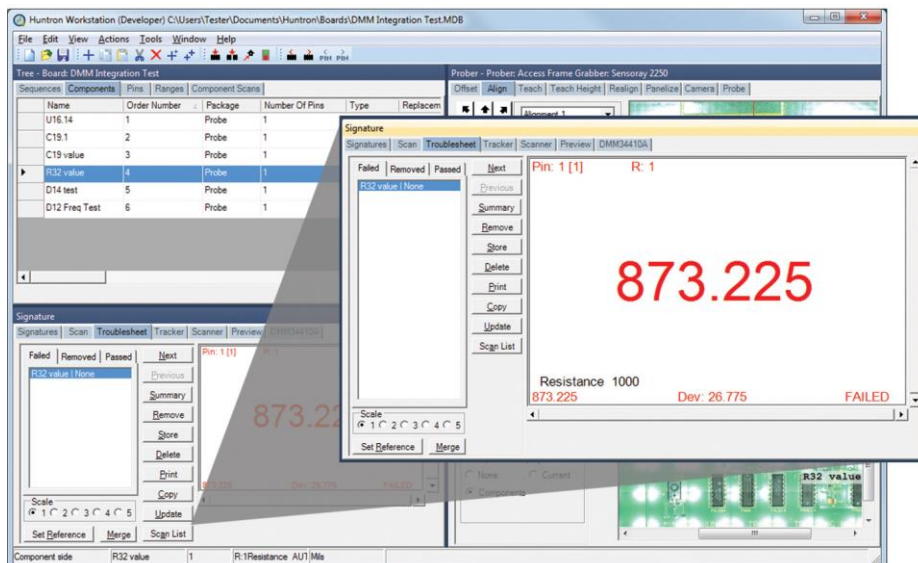 Huntron Workstation (Developer) C:\Users\Tester\Documents\Huntron\Boards\DMM Integration Test.MDB
File Edit View Actions Tools Window Help
Tree - Board: DMM Integration Test
Sequences Components Pins Ranges Component Scans
Name Order Number Package Number Of Pins Type Replacem
U16.14 1 Probe 1
C19.1 2 Probe 1
C19 value 3 Probe 1
R32 value 4 Probe 1
D14 test 5 Probe 1
D12 Freq Test 6 Probe 1
Prober - Prober: Access Frame Grabber: Sensoray 2250
Offset Align Teach Teach Height Realign Panelize Camera Probe
Alignment 1
Signature
Signatures Scan Troubleshoot Tracker Scanner Preview DMM34410A
Failed Removed Passed
R32 value | None
Next
Previous
Summary
Remove
Store
Delete
Print
Copy
Update
Scan List
Scale
1 2 3 4 5
Set Reference Merge
Pin: 1 [1] R: 1
873.225
Resistance 1000
873.225 Dev: 26.775 FAILED
Signature
Signatures Scan Troubleshoot Tracker Scanner Preview DMM34410A
Failed Removed Passed
R32 value | None
Next
Previous
Summary
Remove
Store
Delete
Print
Copy
Update
Scan List
Scale
1 2 3 4 5
Set Reference Merge
Pin: 1 [1] R: 1
873.22
873.225 Dev: 26.775 FAILED
None Current
Components
R32 value
Component side R32 value 1 R:1Resistance AUT Mils